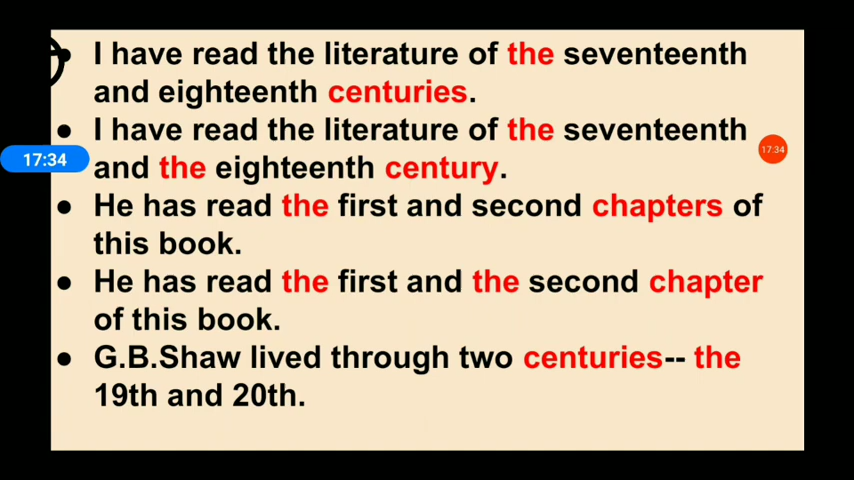 ● I have read the literature of the seventeenth
and eighteenth centuries.
● I have read the literature of the seventeenth
17:34
17:34
and the eighteenth century.
● He has read the first and second chapters of
this book.
● He has read the first and the second chapter
of this book.
● G.B.Shaw lived through two centuries-- the
19th and 20th.